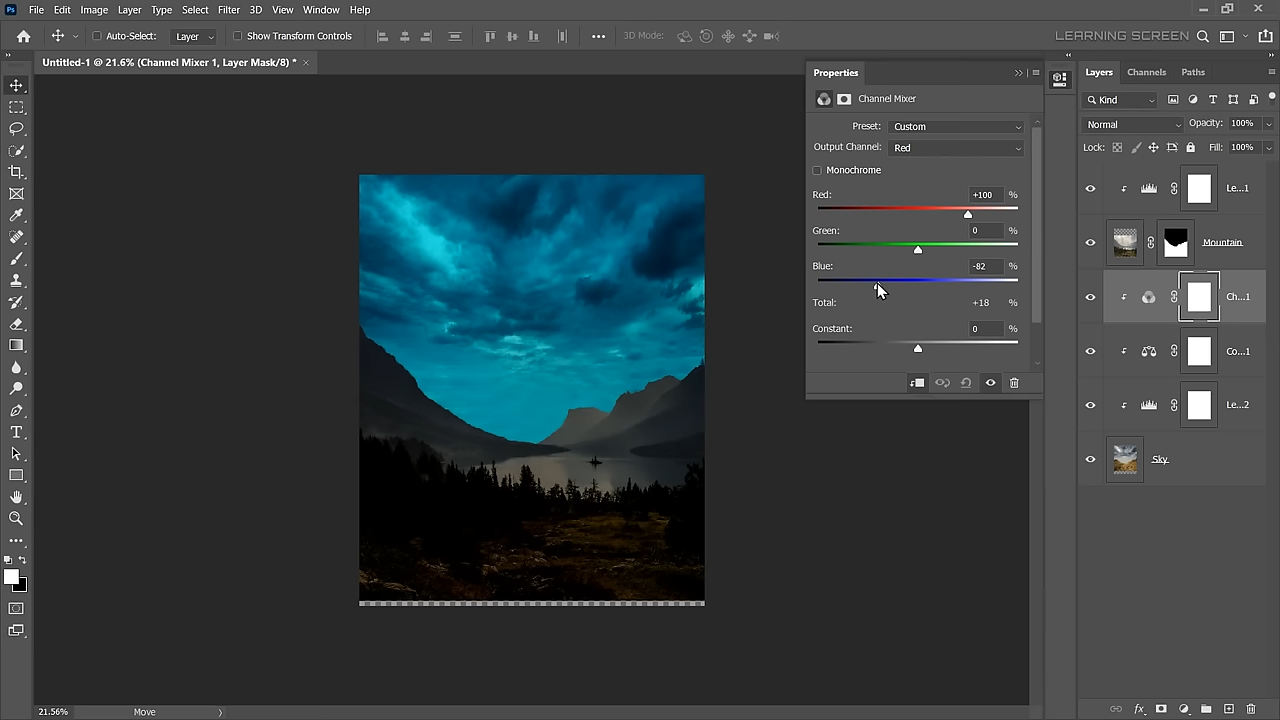 Ps File Edit Image Layer Type Select Filter 3D View Window Help
Auto-Select: Layer Show Transform Controls 3D Mode: LEARNING SCREEN
Untitled-1 @ 21.6% (Channel Mixer 1, Layer Mask/8) *
Properties
Channel Mixer
Preset: Custom
Output Channel: Red
Monochrome
Red: +100 %
Green: 0 %
Blue: -82 %
Total: +18 %
Constant: 0 %
Layers Channels Paths
Kind
Normal Opacity: 100%
Lock: Fill: 100%
Le...1
Mountain
Ch...1
Co...1
Le...2
Sky
21.56% Move